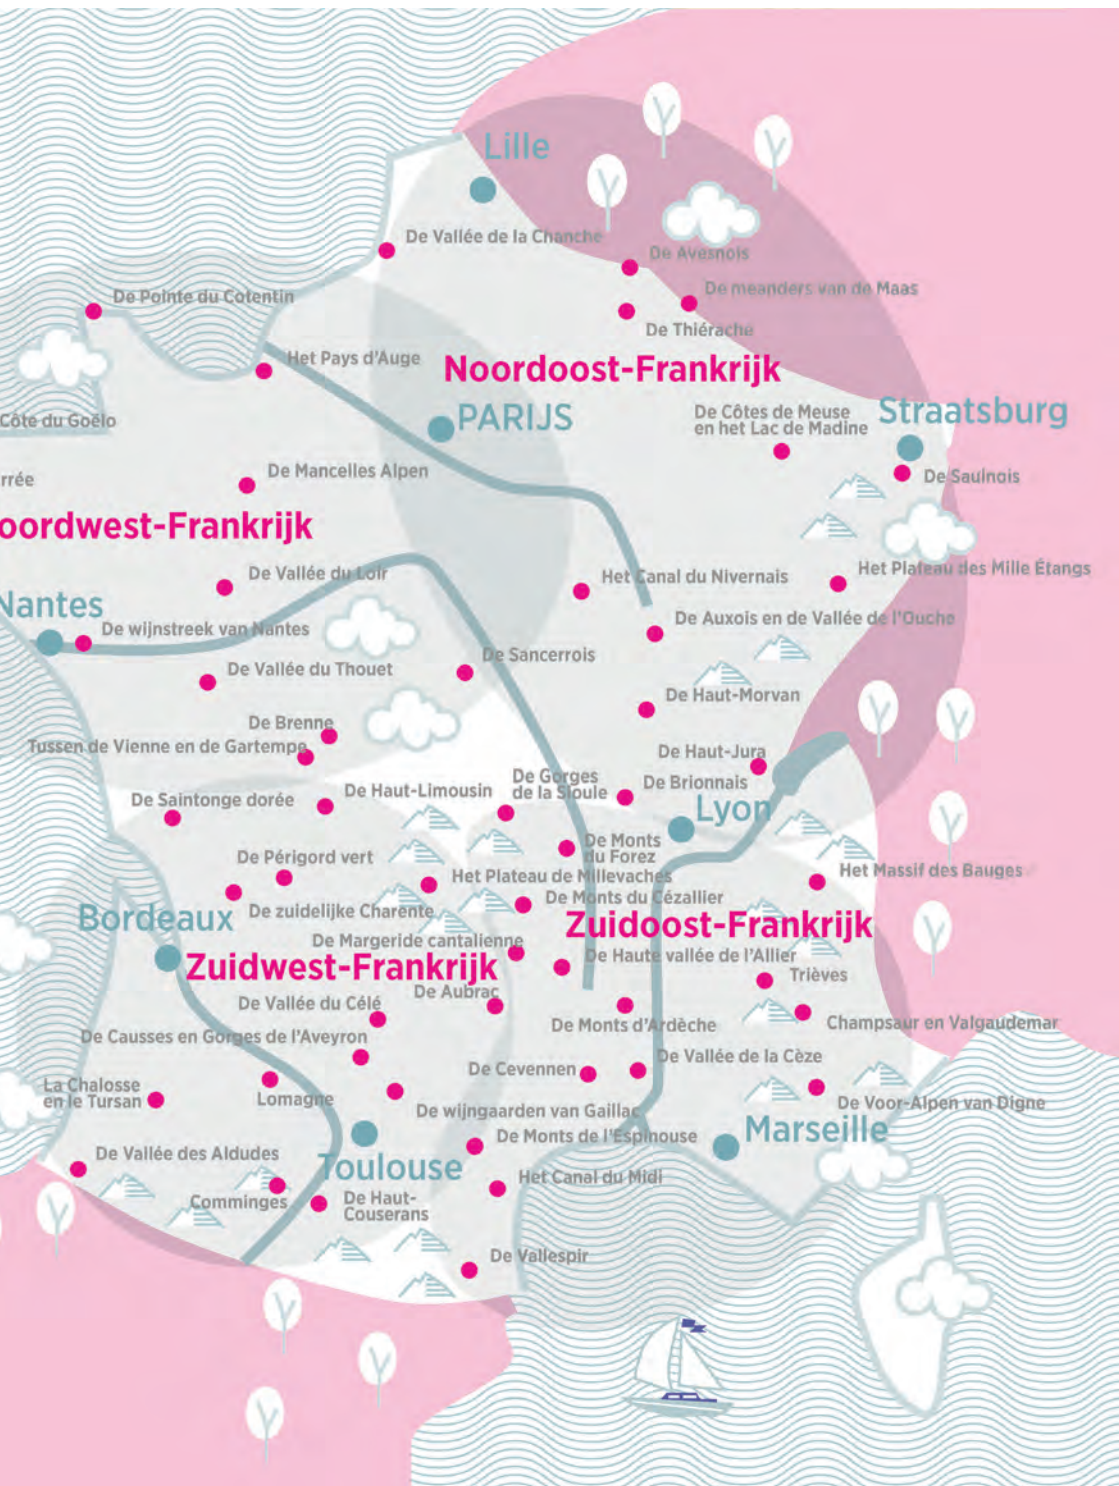 Lille
De Vallée de la Chanche
De Avesnois
De meanders van de Maas
De Pointe du Cotentin
De Thiérache
Het Pays d'Auge
Noordoost-Frankrijk
PARIJS
De Côtes de Meuse
en het Lac de Madine
Straatsburg
Côte du Goëlo
De Mancelles Alpen
De Saulnois
rrée
oordwest-Frankrijk
De Vallée du Loir
Het Canal du Nivernais
Het Plateau des Mille Étangs
Nantes
De wijnstreek van Nantes
De Auxois en de Vallée de l'Ouche
De Sancerrois
De Vallée du Thouet
De Haut-Morvan
De Brenne
Tussen de Vienne en de Gartempe
De Haut-Jura
De Gorges
de la Sioule
De Brionnais
De Haut-Limousin
De Saintonge dorée
Lyon
De Monts
du Forez
De Périgord vert
Het Plateau de Millevaches
Het Massif des Bauges
De Monts du Cézallier
De zuidelijke Charente
Bordeaux
Zuidoost-Frankrijk
De Margeride cantalienne
De Haute vallée de l'Allier
Zuidwest-Frankrijk
Trièves
De Aubrac
De Vallée du Célé
De Monts d'Ardèche
Champsaur en Valgaudemar
De Causses en Gorges de l'Aveyron
De Vallée de la Cèze
De Cevennen
La Chalosse
en le Tursan
Lomagne
De wijngaarden van Gaillac
De Voor-Alpen van Digne
De Monts de l'Espinouse
Marseille
De Vallée des Aldudes
Toulouse
Het Canal du Midi
Comminges
De Haut-
Couserans
De Vallespir